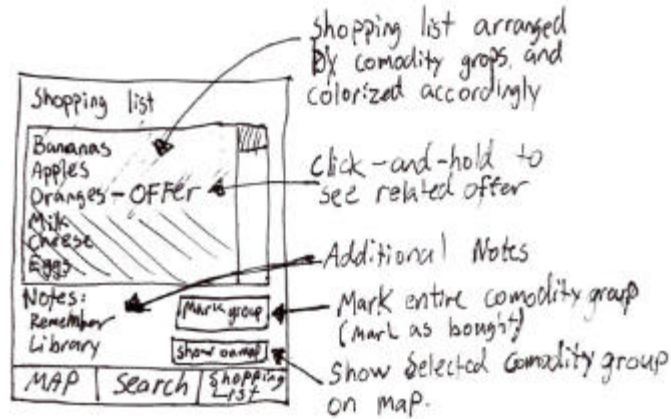 Shopping list
Bananas
Apples
Oranges - OFFer
Milk
Cheese
Eggs
Notes:
Remember
Library
Mark group
Show on map
MAP
Search
Shopping
List
Shopping list arranged
by comodity grops, and
colorized accordingly
Click-and-hold to
see related offer
Additional Notes
Mark entire comodity group
(mark as bought)
Show selected comodity group
on map.